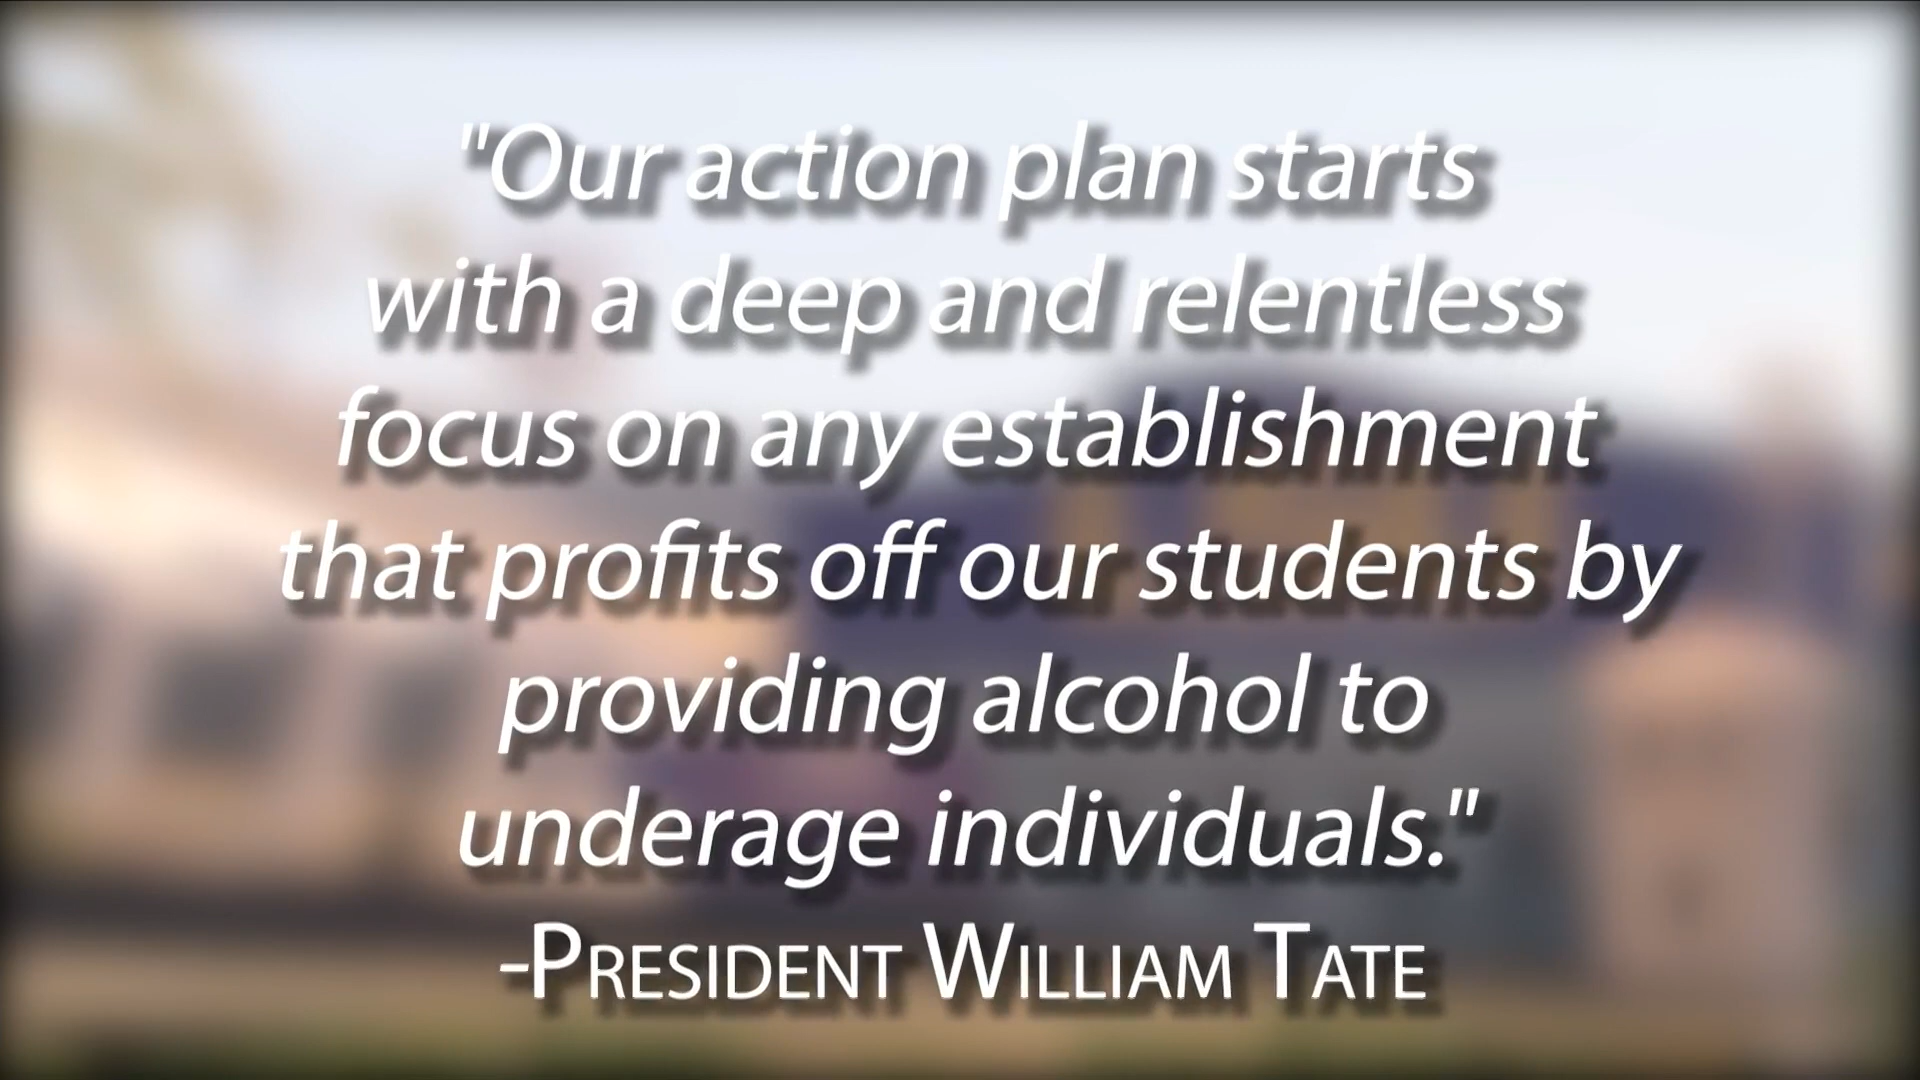 "Our action plan starts
with a deep and relentless
focus on any establishment
that profits off our students by
providing alcohol to
underage individuals."
-PRESIDENT WILLIAM TATE